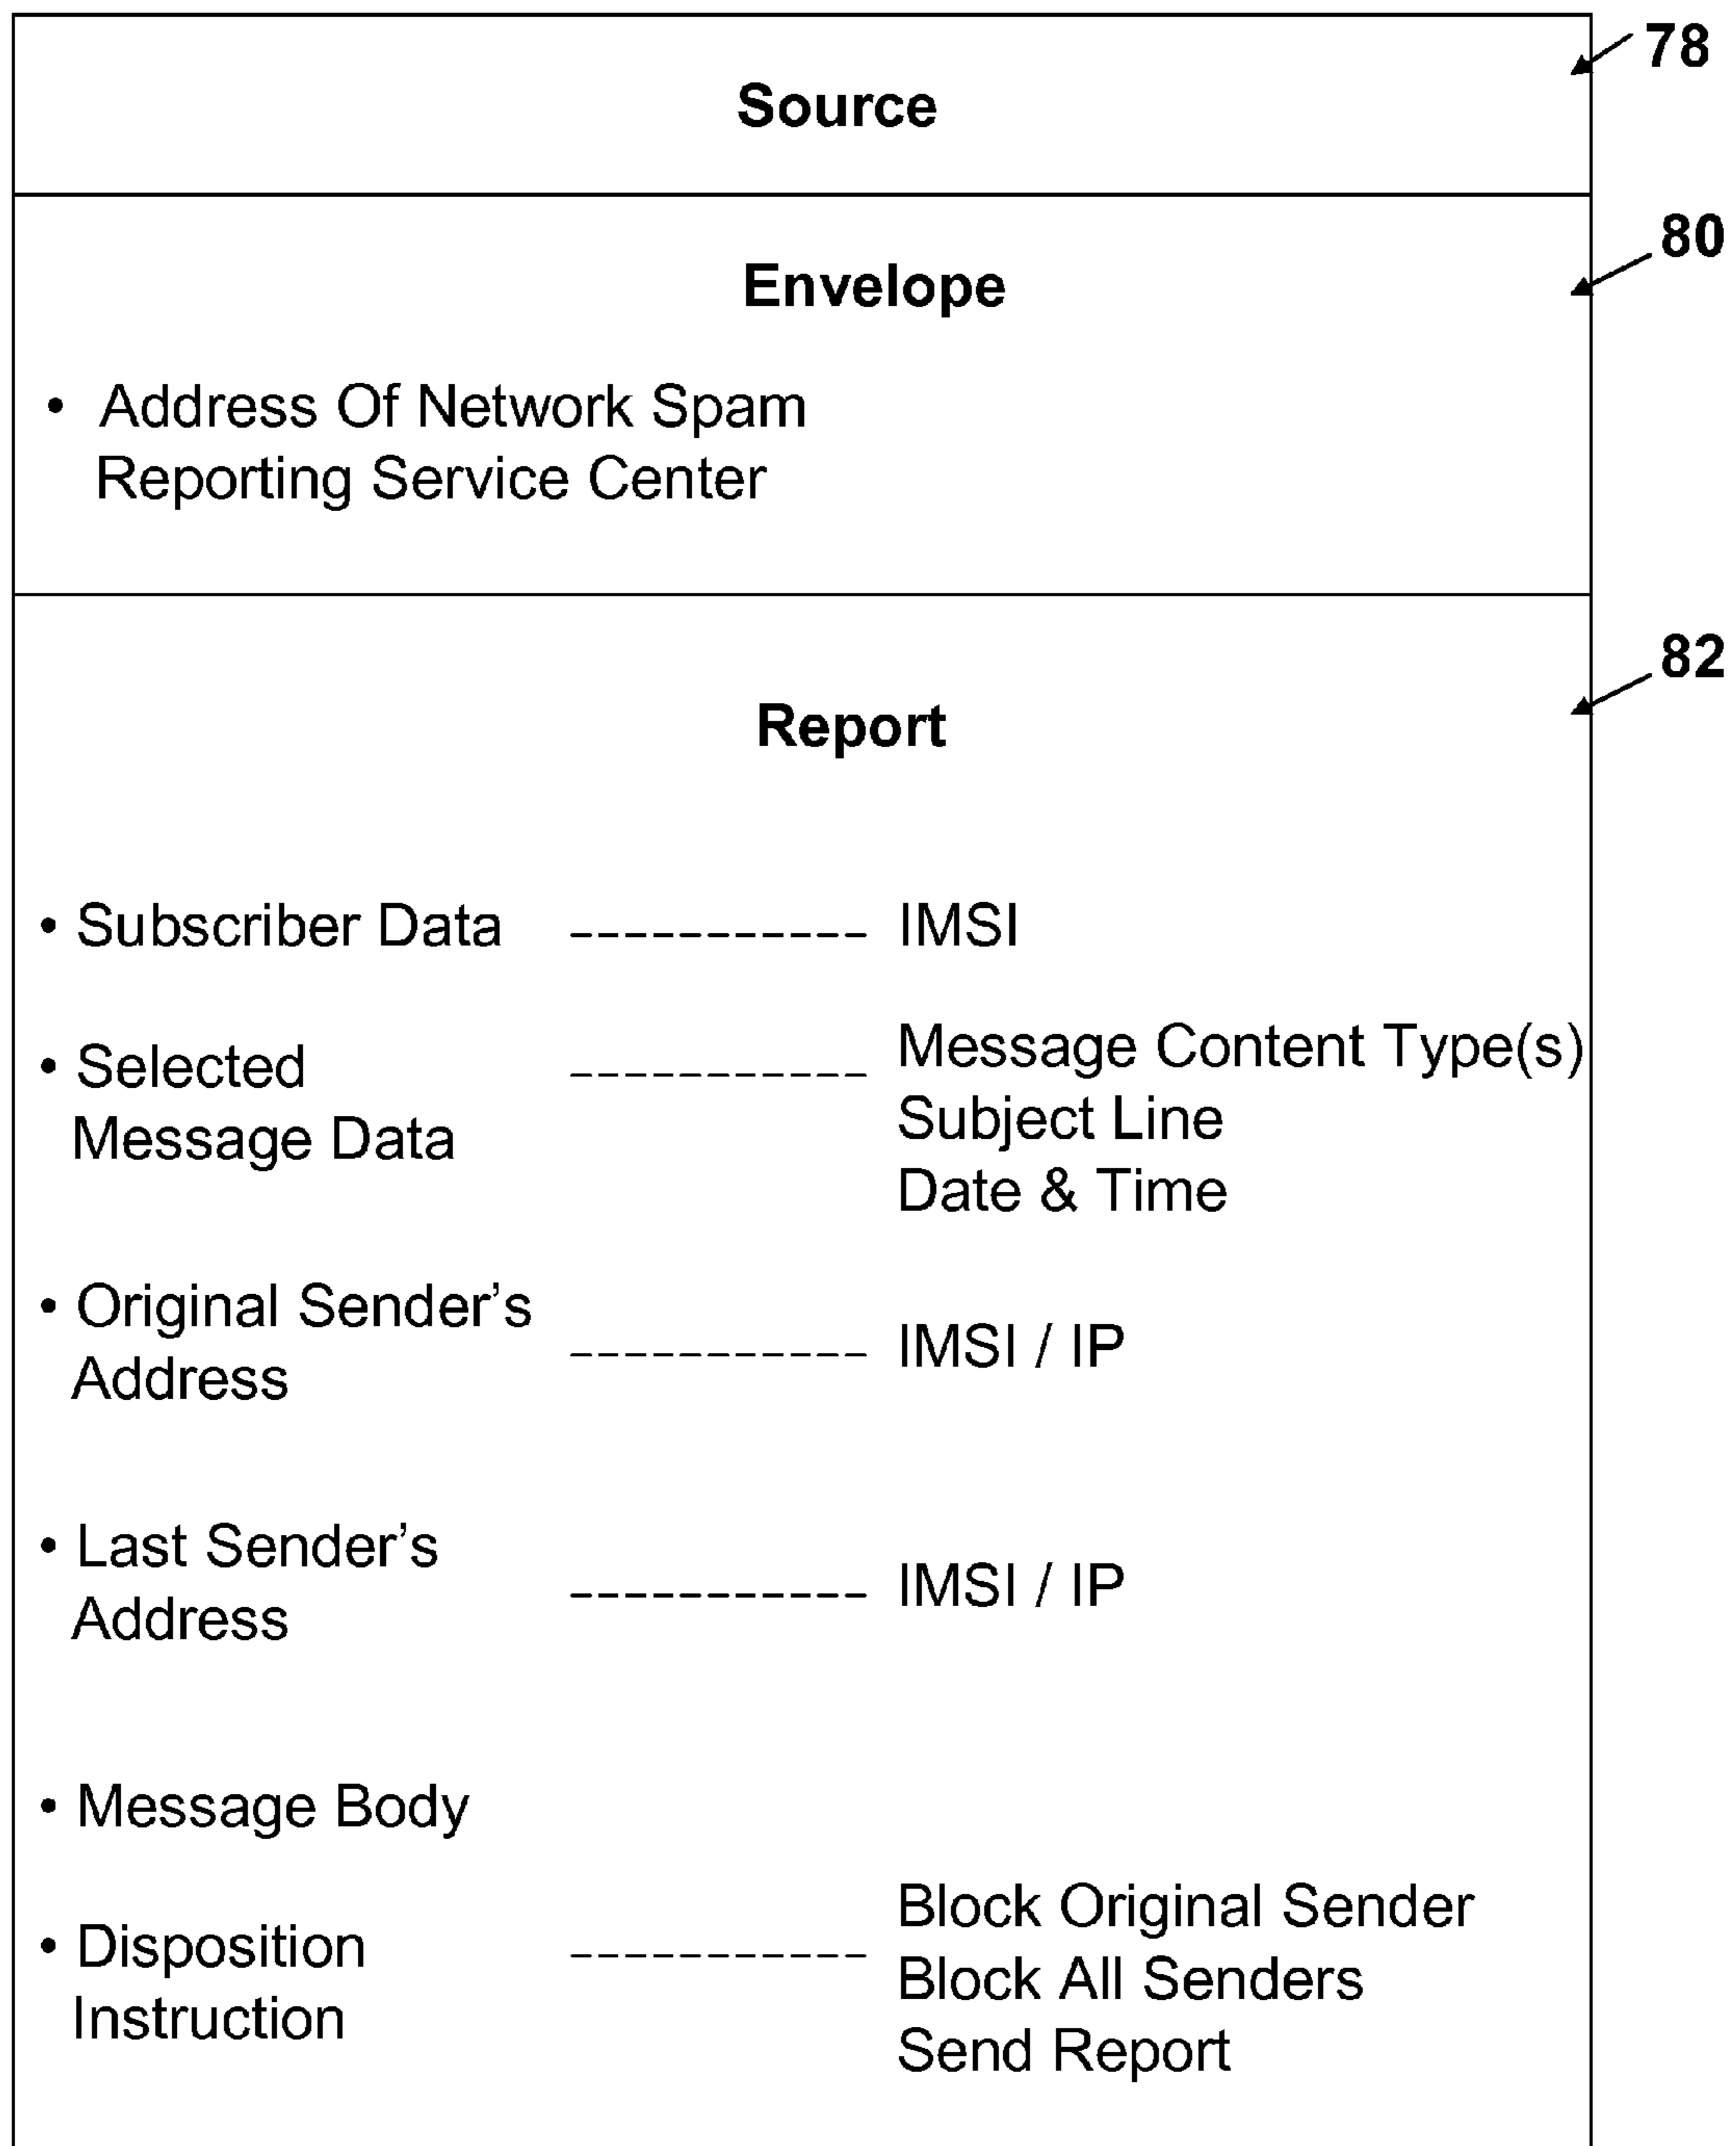 78
Source
80
Envelope
• Address Of Network Spam
Reporting Service Center
82
Report
• Subscriber Data ----------- IMSI
• Selected ----------- Message Content Type(s)
Message Data Subject Line
Date & Time
• Original Sender’s
Address ----------- IMSI / IP
• Last Sender’s
Address ----------- IMSI / IP
• Message Body
• Disposition ----------- Block Original Sender
Instruction Block All Senders
Send Report